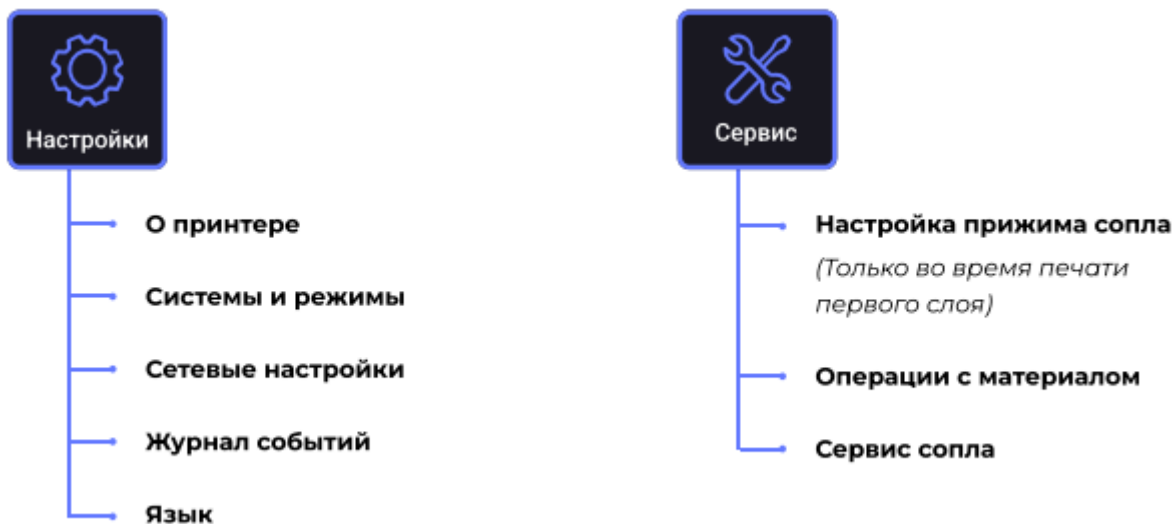 Настройки
О принтере
Системы и режимы
Сетевые настройки
Журнал событий
Язык
Сервис
Настройка прижима сопла
(Только во время печати
первого слоя)
Операции с материалом
Сервис сопла